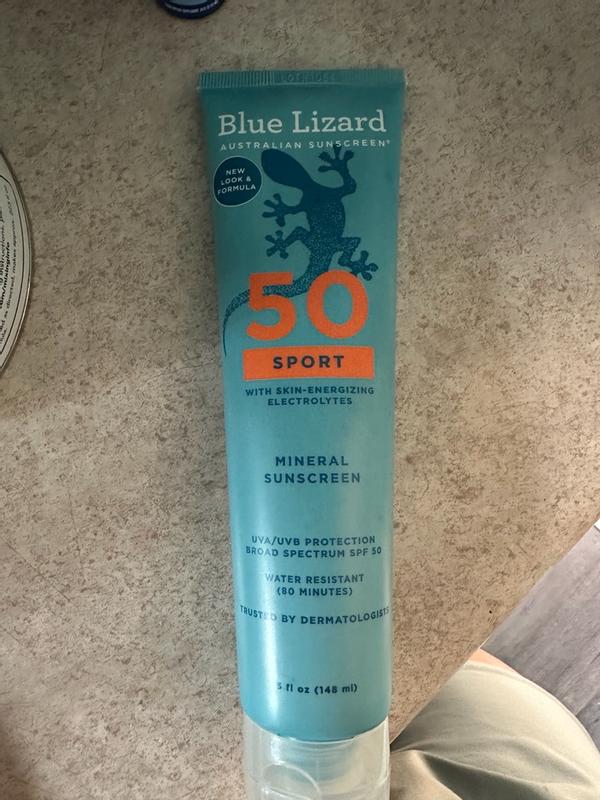 Blue Lizard
AUSTRALIAN SUNSCREEN®
NEW
LOOK &
FORMULA
50
SPORT
WITH SKIN-ENERGIZING
ELECTROLYTES
MINERAL
SUNSCREEN
UVA/UVB PROTECTION
BROAD SPECTRUM SPF 50
WATER RESISTANT
(80 MINUTES)
TRUSTED BY DERMATOLOGISTS
5 fl oz (148 ml)